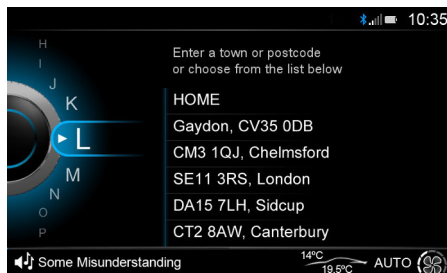 10:35
H
I
J
K
L
M
N
O
P
Enter a town or postcode
or choose from the list below
HOME
Gaydon, CV35 0DB
CM3 1QJ, Chelmsford
SE11 3RS, London
DA15 7LH, Sidcup
CT2 8AW, Canterbury
Some Misunderstanding
14°C
19.5°C
AUTO